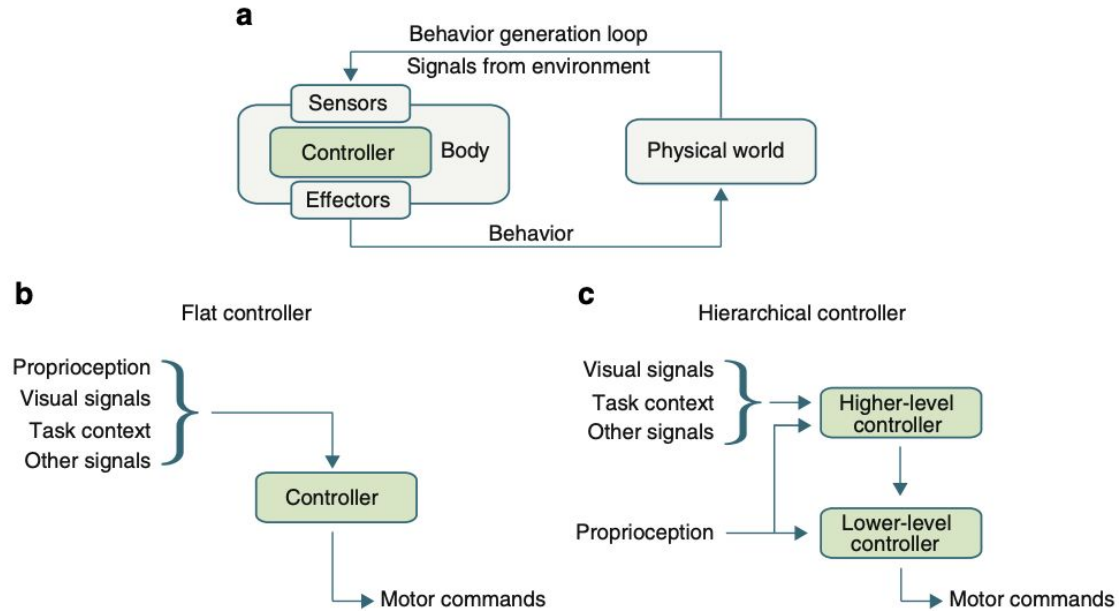 a
Behavior generation loop
Signals from environment
Sensors
Controller
Body
Effectors
Physical world
Behavior
b
Flat controller
Proprioception
Visual signals
Task context
Other signals
Controller
Motor commands
c
Hierarchical controller
Visual signals
Task context
Other signals
Higher-level
controller
Proprioception
Lower-level
controller
Motor commands